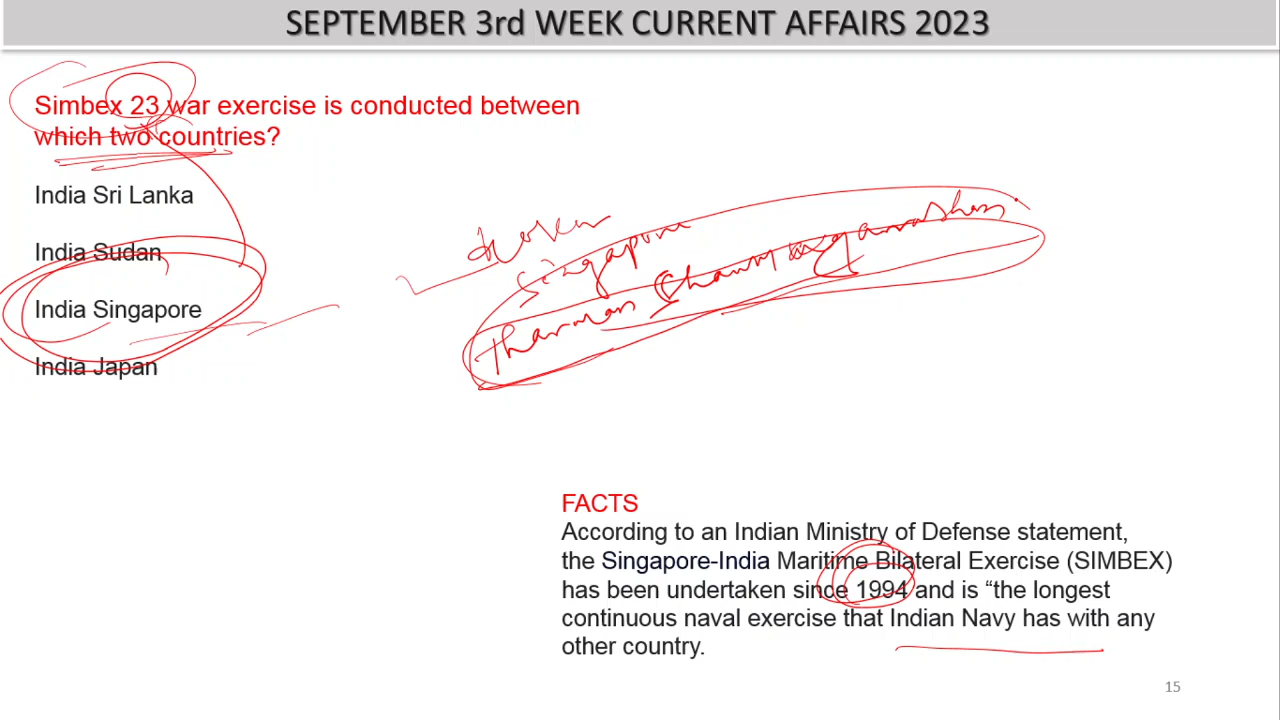 SEPTEMBER 3rd WEEK CURRENT AFFAIRS 2023
Simbex 23 war exercise is conducted between
which two countries?
India Sri Lanka
India Sudan
India Singapore
India Japan
Singapore
Tharman
FACTS
According to an Indian Ministry of Defense statement,
the Singapore-India Maritime Bilateral Exercise (SIMBEX)
has been undertaken since 1994 and is “the longest
continuous naval exercise that Indian Navy has with any
other country.
15